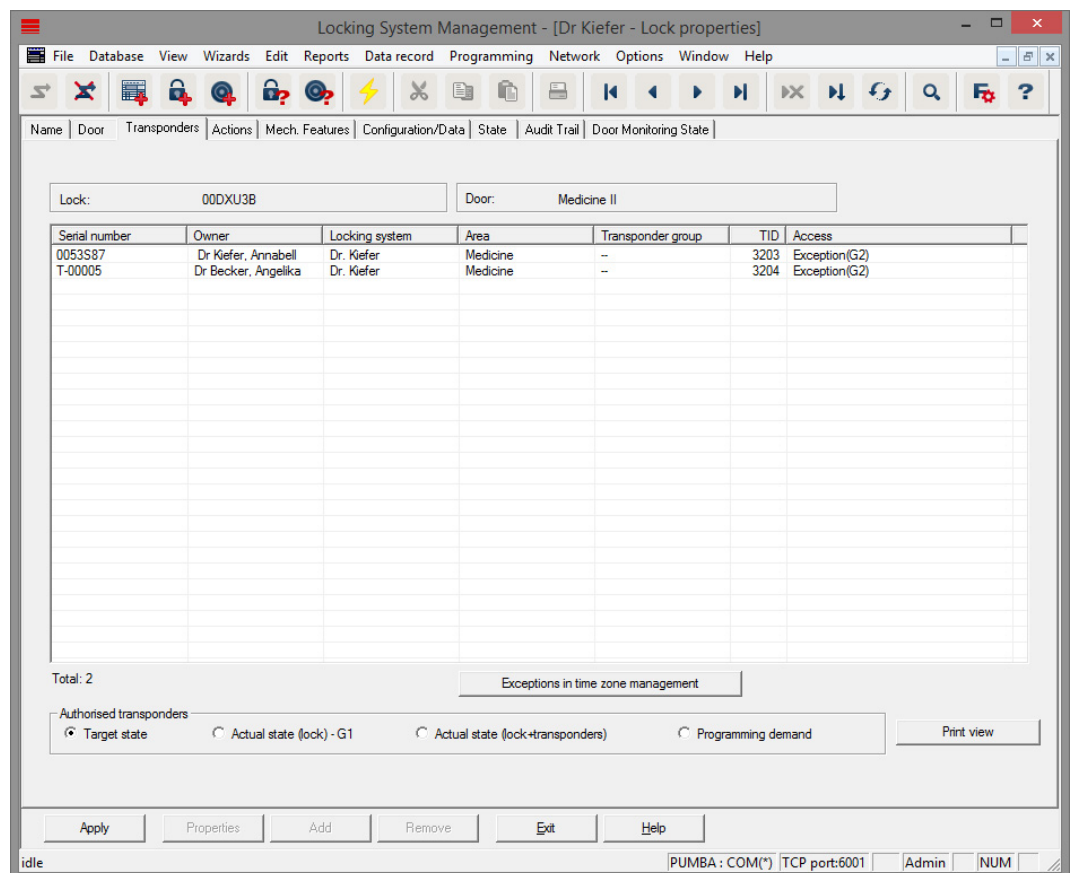 Locking System Management - [Dr Kiefer - Lock properties]
File Database View Wizards Edit Reports Data record Programming Network Options Window Help
Name Door Transponders Actions Mech. Features Configuration/Data State Audit Trail Door Monitoring State
Lock: 00DXU3B Door: Medicine II
Serial number Owner Locking system Area Transponder group TID Access
0053S87 Dr Kiefer, Annabell Dr. Kiefer Medicine -- 3203 Exception(G2)
T-00005 Dr Becker, Angelika Dr. Kiefer Medicine -- 3204 Exception(G2)
Total: 2
Exceptions in time zone management
Authorised transponders
Target state Actual state (lock) - G1 Actual state (lock+transponders) Programming demand Print view
Apply Properties Add Remove Exit Help
idle PUMBA : COM(*) TCP port:6001 Admin NUM